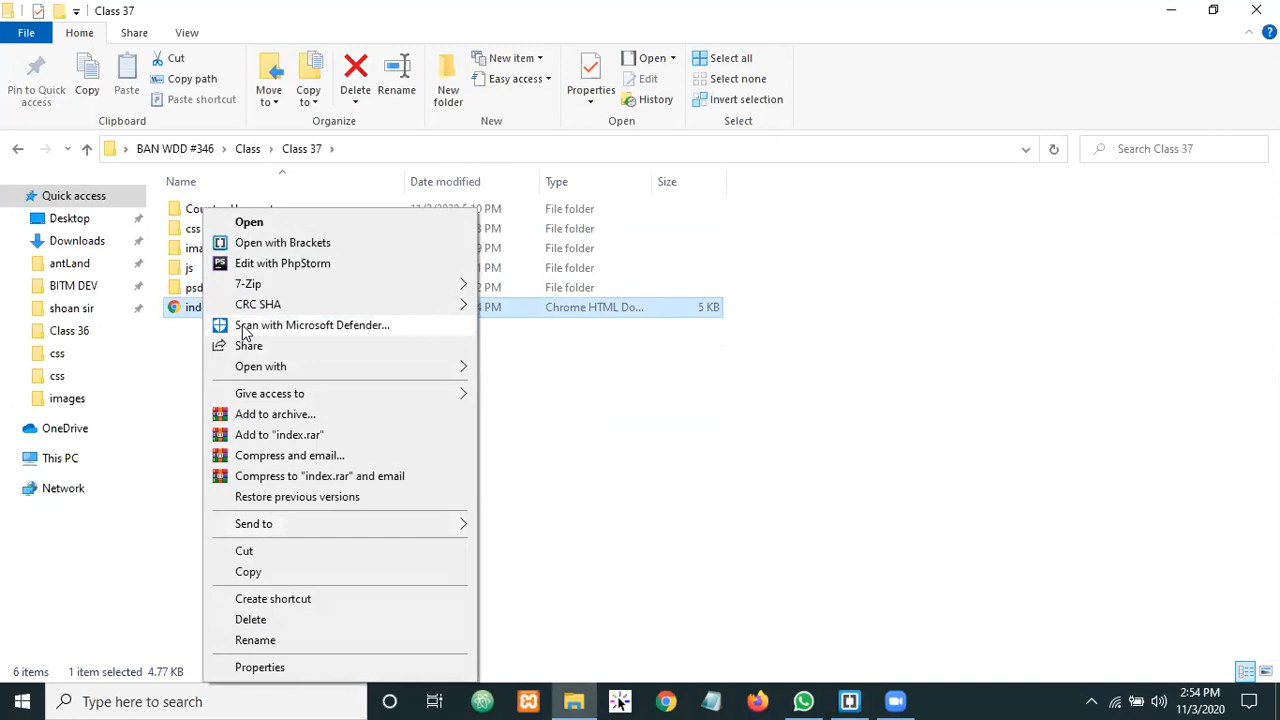 Class 37
File
Home
Share
View
Pin to Quick access
Copy
Paste
Cut
Copy path
Paste shortcut
Clipboard
Move to
Copy to
Delete
Rename
Organize
New folder
New item
Easy access
New
Properties
Open
Edit
History
Open
Select all
Select none
Invert selection
Select
BAN WDD #346 > Class > Class 37 >
Search Class 37
Name
Date modified
Type
Size
Quick access
Desktop
Downloads
antLand
BITM DEV
shoan sir
Class 36
css
css
images
OneDrive
This PC
Network
PM File folder
css PM File folder
PM File folder
js PM File folder
psd PM File folder
PM Chrome HTML Do... 5 KB
Open
Open with Brackets
Edit with PhpStorm
7-Zip
CRC SHA
Scan with Microsoft Defender...
Share
Open with
Give access to
Add to archive...
Add to "index.rar"
Compress and email...
Compress to "index.rar" and email
Restore previous versions
Send to
Cut
Copy
Create shortcut
Delete
Rename
Properties
6 items 1 item selected 4.77 KB
Type here to search
2:54 PM
11/3/2020